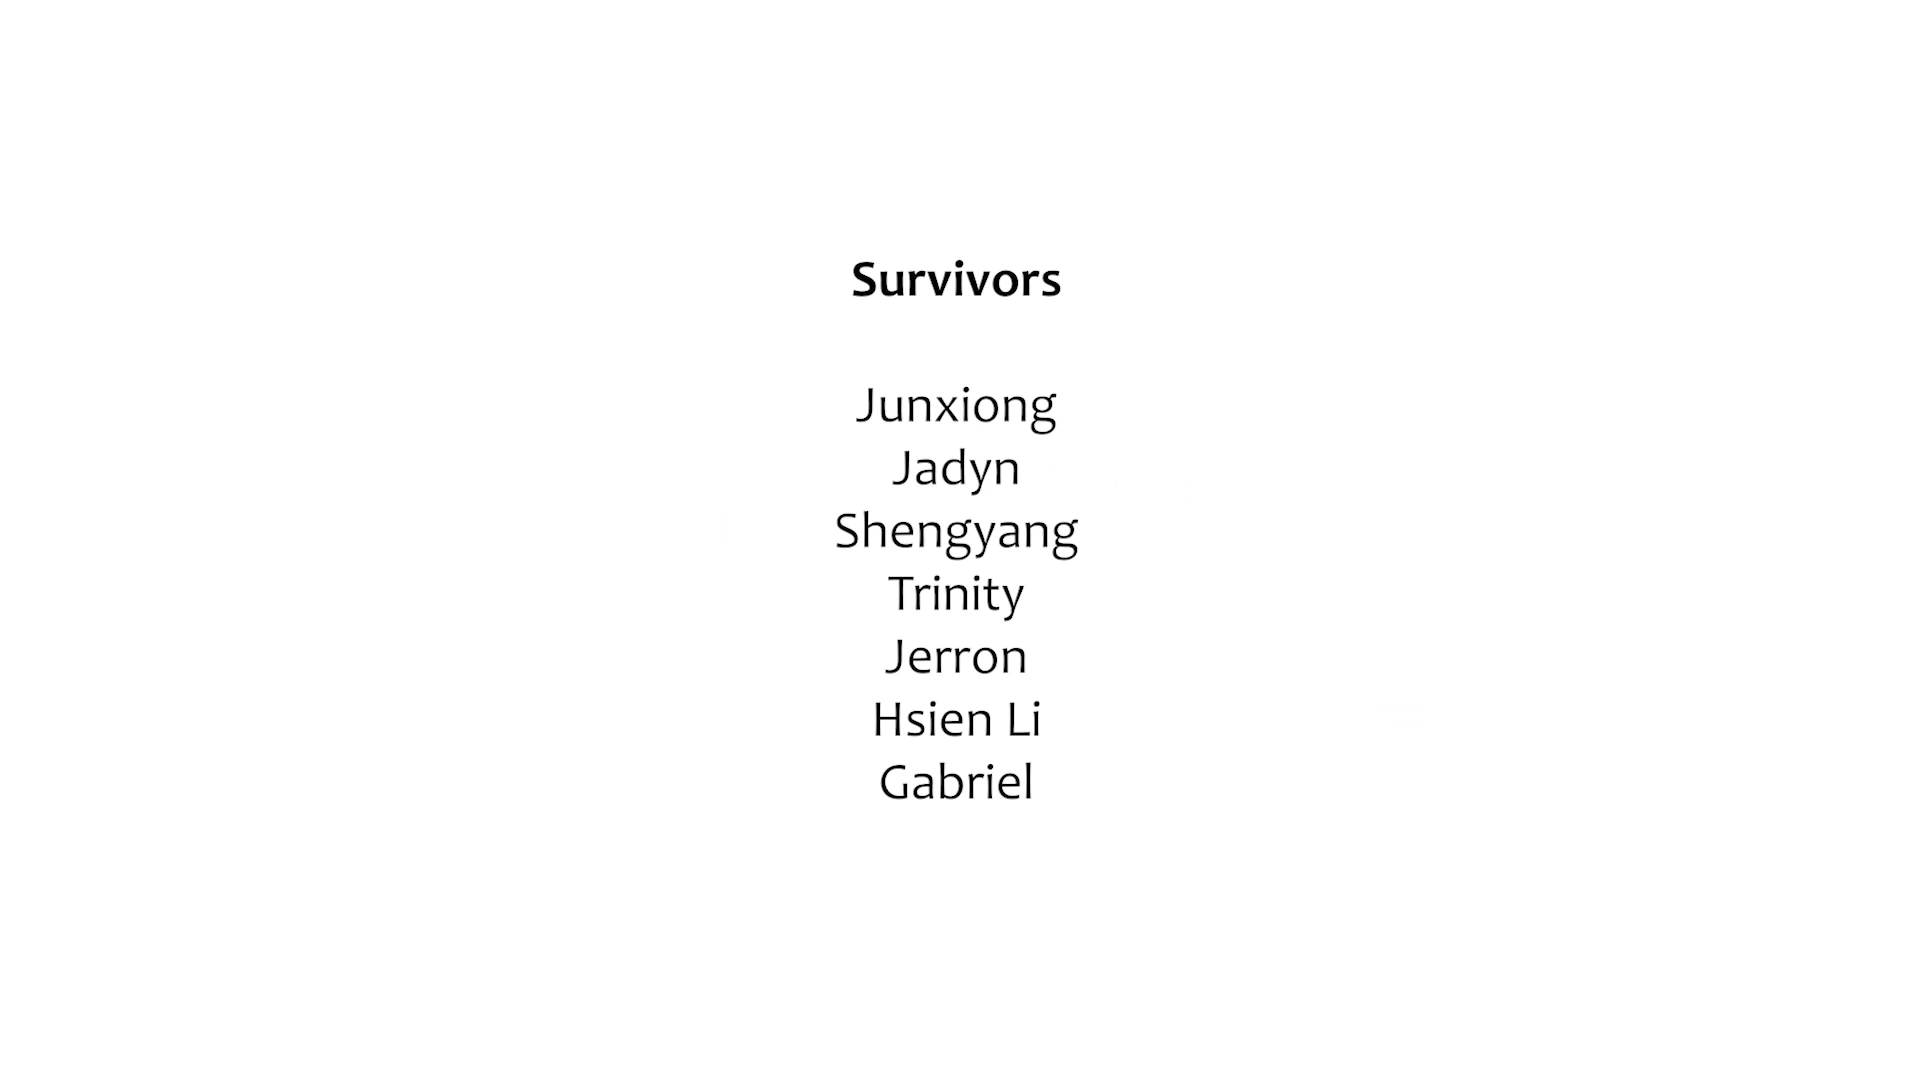 Survivors
Junxiong
Jadyn
Shengyang
Trinity
Jerron
Hsien Li
Gabriel